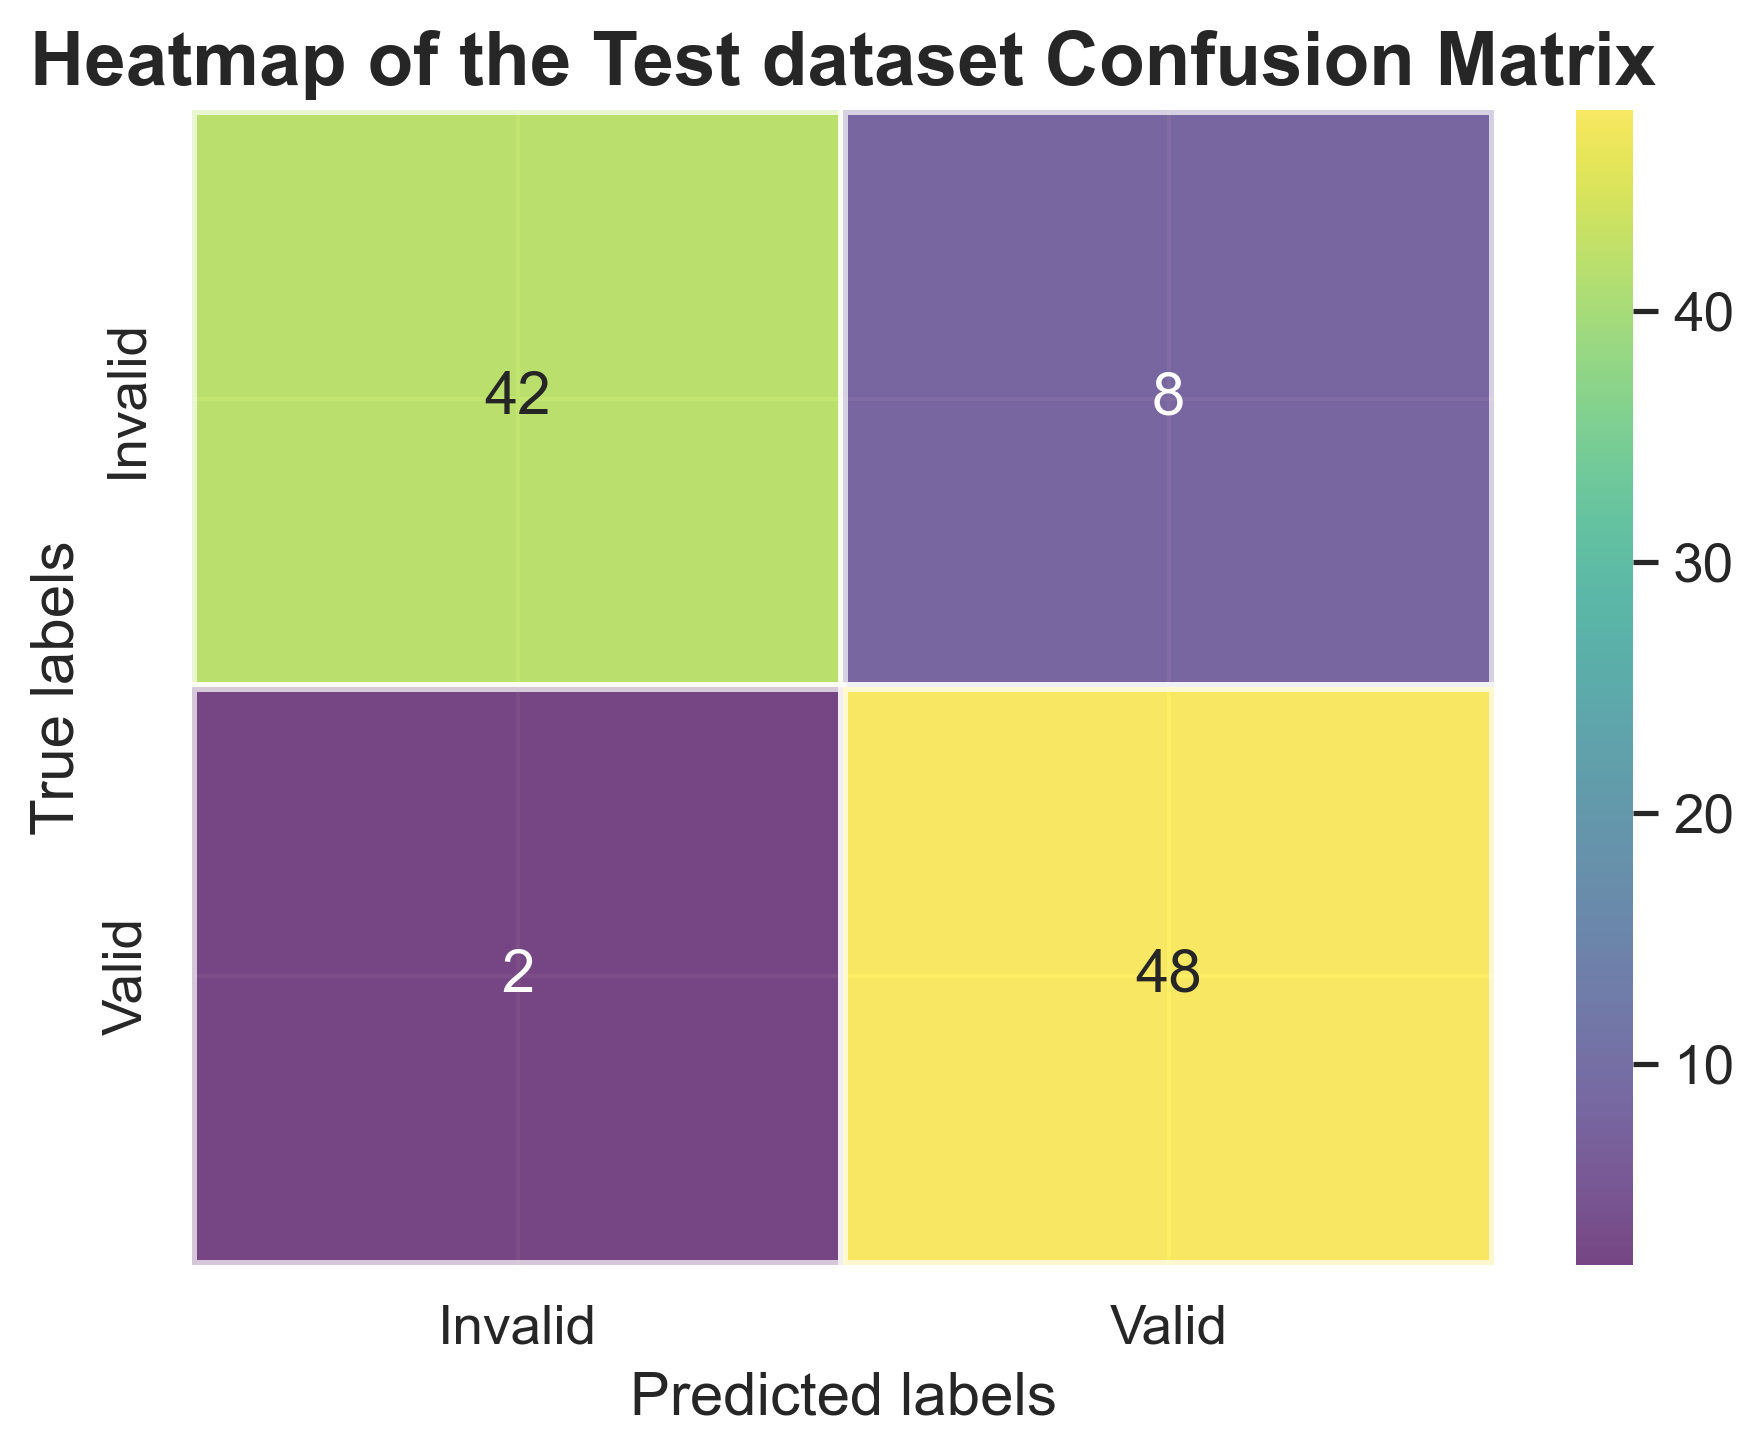 Heatmap of the Test dataset Confusion Matrix
True labels
Invalid
Valid
42
8
2
48
Invalid
Valid
Predicted labels
40
30
20
10